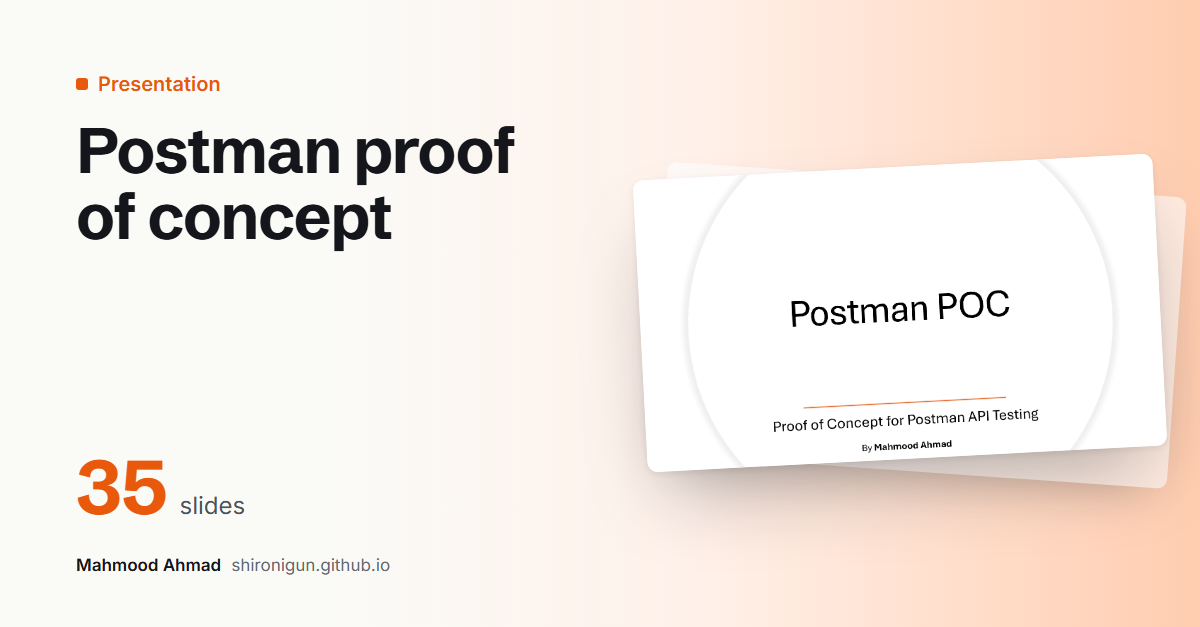 Presentation
Postman proof
of concept
35 slides
Mahmood Ahmad shironigun.github.io
Postman POC
Proof of Concept for Postman API Testing
By Mahmood Ahmad